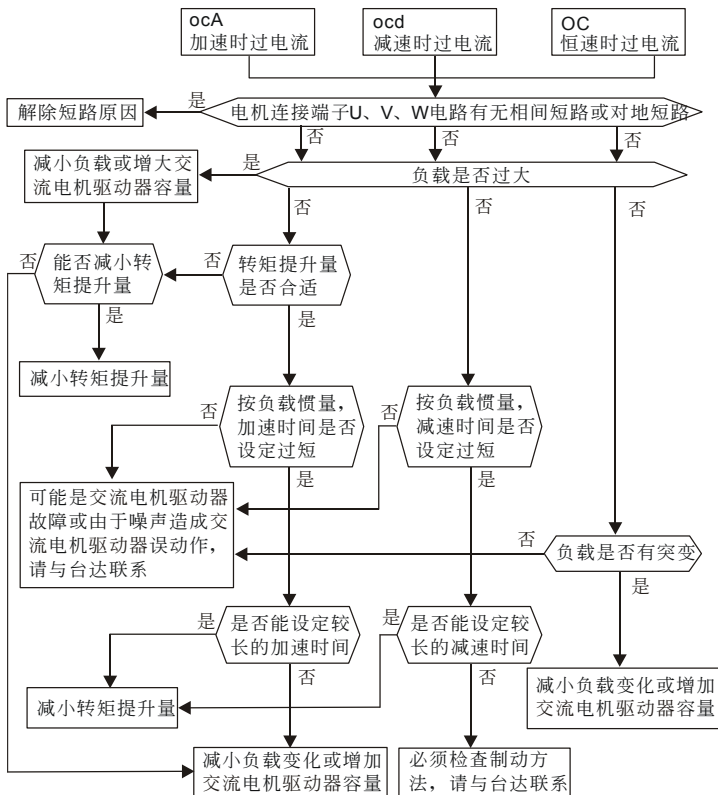 ocA
加速时过电流
ocd
减速时过电流
OC
恒速时过电流
解除短路原因
是
电机连接端子U、V、W电路有无相间短路或对地短路
否
否
否
减小负载或增大交
流电机驱动器容量
是
负载是否过大
否
否
否
否
能否减小转
矩提升量
否
转矩提升量
是否合适
是
是
减小转矩提升量
否
按负载惯量,
加速时间是否
设定过短
否
按负载惯量,
减速时间是否
设定过短
是
是
可能是交流电机驱动器
故障或由于噪声造成交
流电机驱动器误动作,
请与台达联系
否
负载是否有突变
是
是
是否能设定较
长的加速时间
是
是否能设定较
长的减速时间
否
否
减小转矩提升量
减小负载变化或增加
交流电机驱动器容量
减小负载变化或增加
交流电机驱动器容量
必须检查制动方
法，请与台达联系